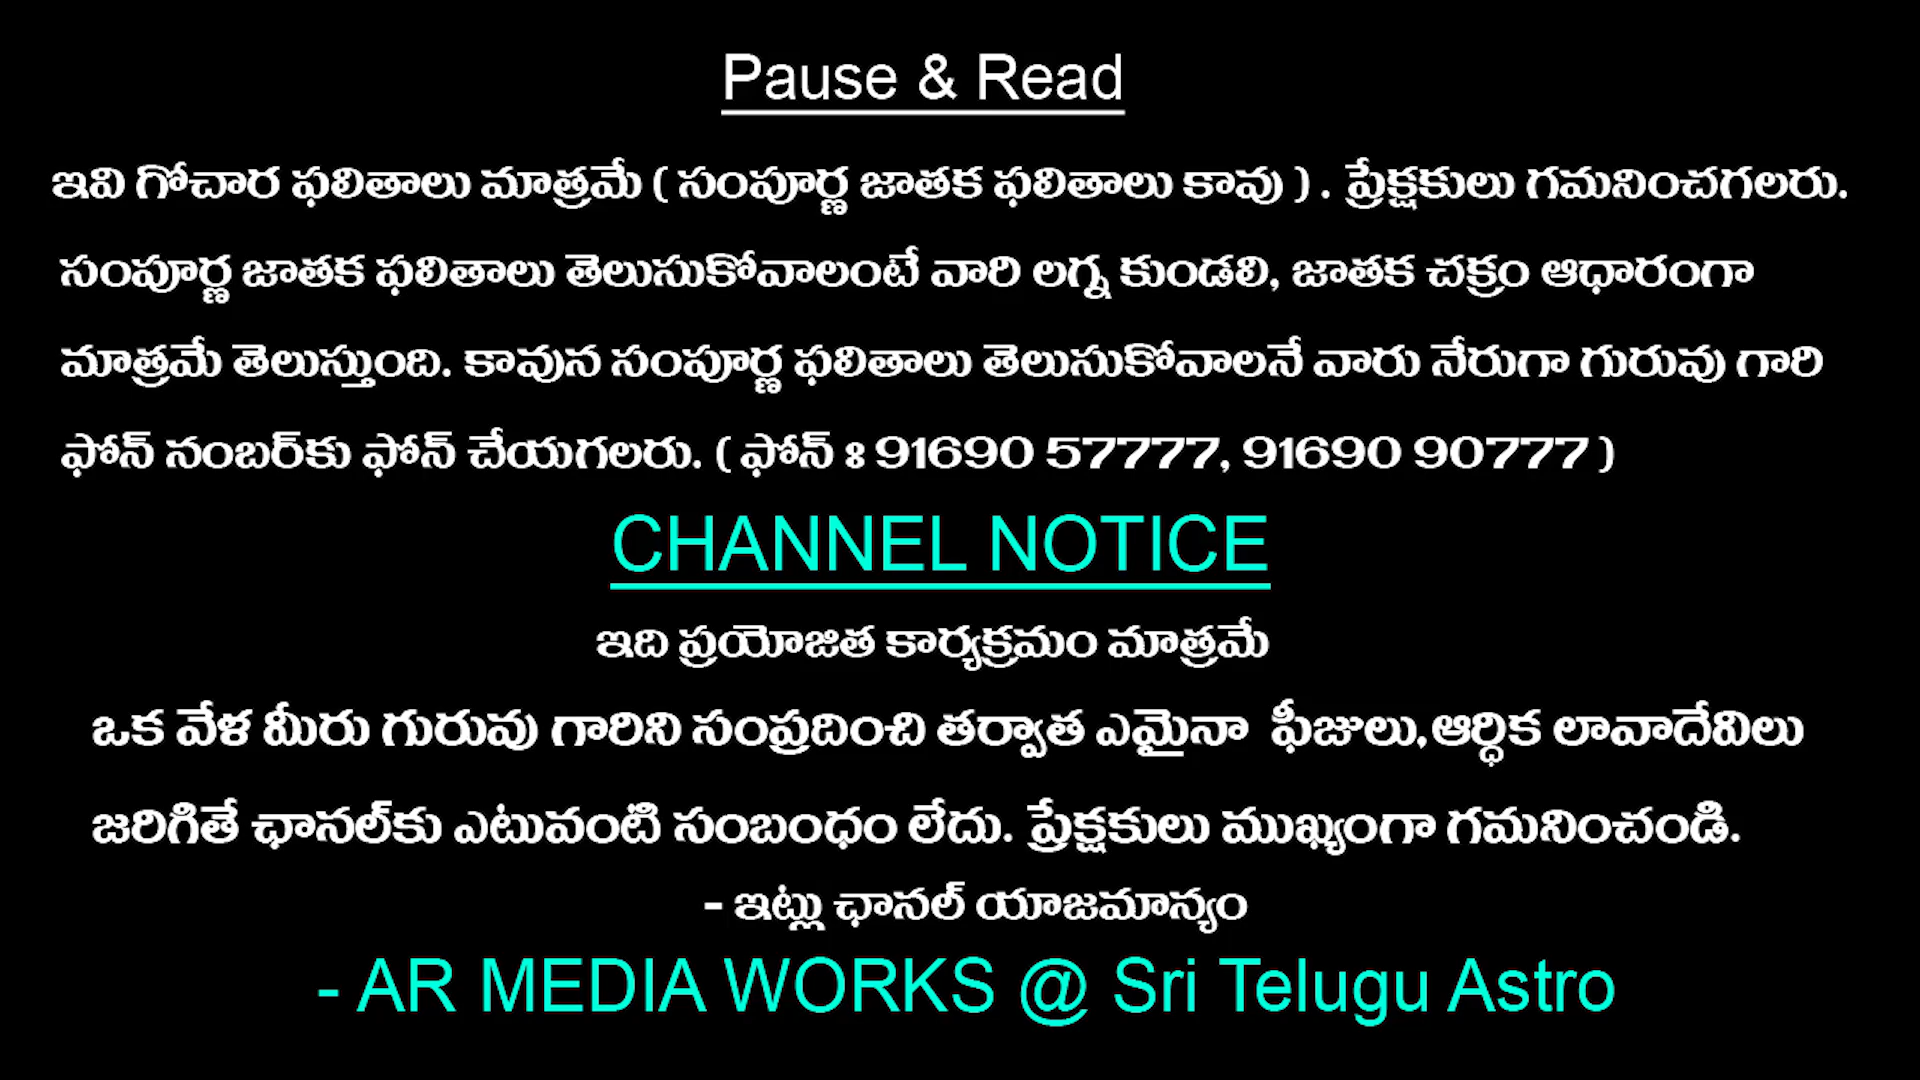 Pause & Read
ఇవి గోచార ఫలితాలు మాత్రమే ( సంపూర్ణ జాతక ఫలితాలు కావు ) . ప్రేక్షకులు గమనించగలరు.
సంపూర్ణ జాతక ఫలితాలు తెలుసుకోవాలంటే వారి లగ్న కుండలి, జాతక చక్రం ఆధారంగా
మాత్రమే తెలుస్తుంది. కావున సంపూర్ణ ఫలితాలు తెలుసుకోవాలనే వారు నేరుగా గురువు గారి
ఫోన్ నంబర్‌కు ఫోన్ చేయగలరు. ( ఫోన్ ః 91690 57777, 91690 90777 )
CHANNEL NOTICE
ఇది ప్రయోజిత కార్యక్రమం మాత్రమే
ఒక వేళ మీరు గురువు గారిని సంప్రదించి తర్వాత ఎమైనా ఫీజులు,ఆర్ధిక లావాదేవిలు
జరిగితే ఛానల్‌కు ఎటువంటి సంబంధం లేదు. ప్రేక్షకులు ముఖ్యంగా గమనించండి.
- ఇట్లు ఛానల్ యాజమాన్యం
- AR MEDIA WORKS @ Sri Telugu Astro